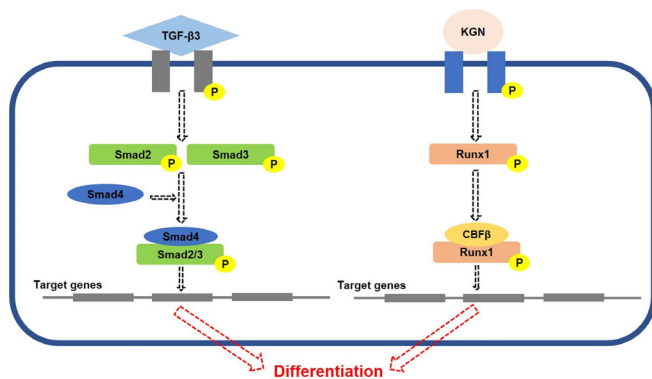 TGF-β3
KGN
P
P
Smad2
Smad3
Runx1
P
P
P
Smad4
Smad4
CBFβ
Smad2/3
Runx1
P
P
Target genes
Target genes
Differentiation